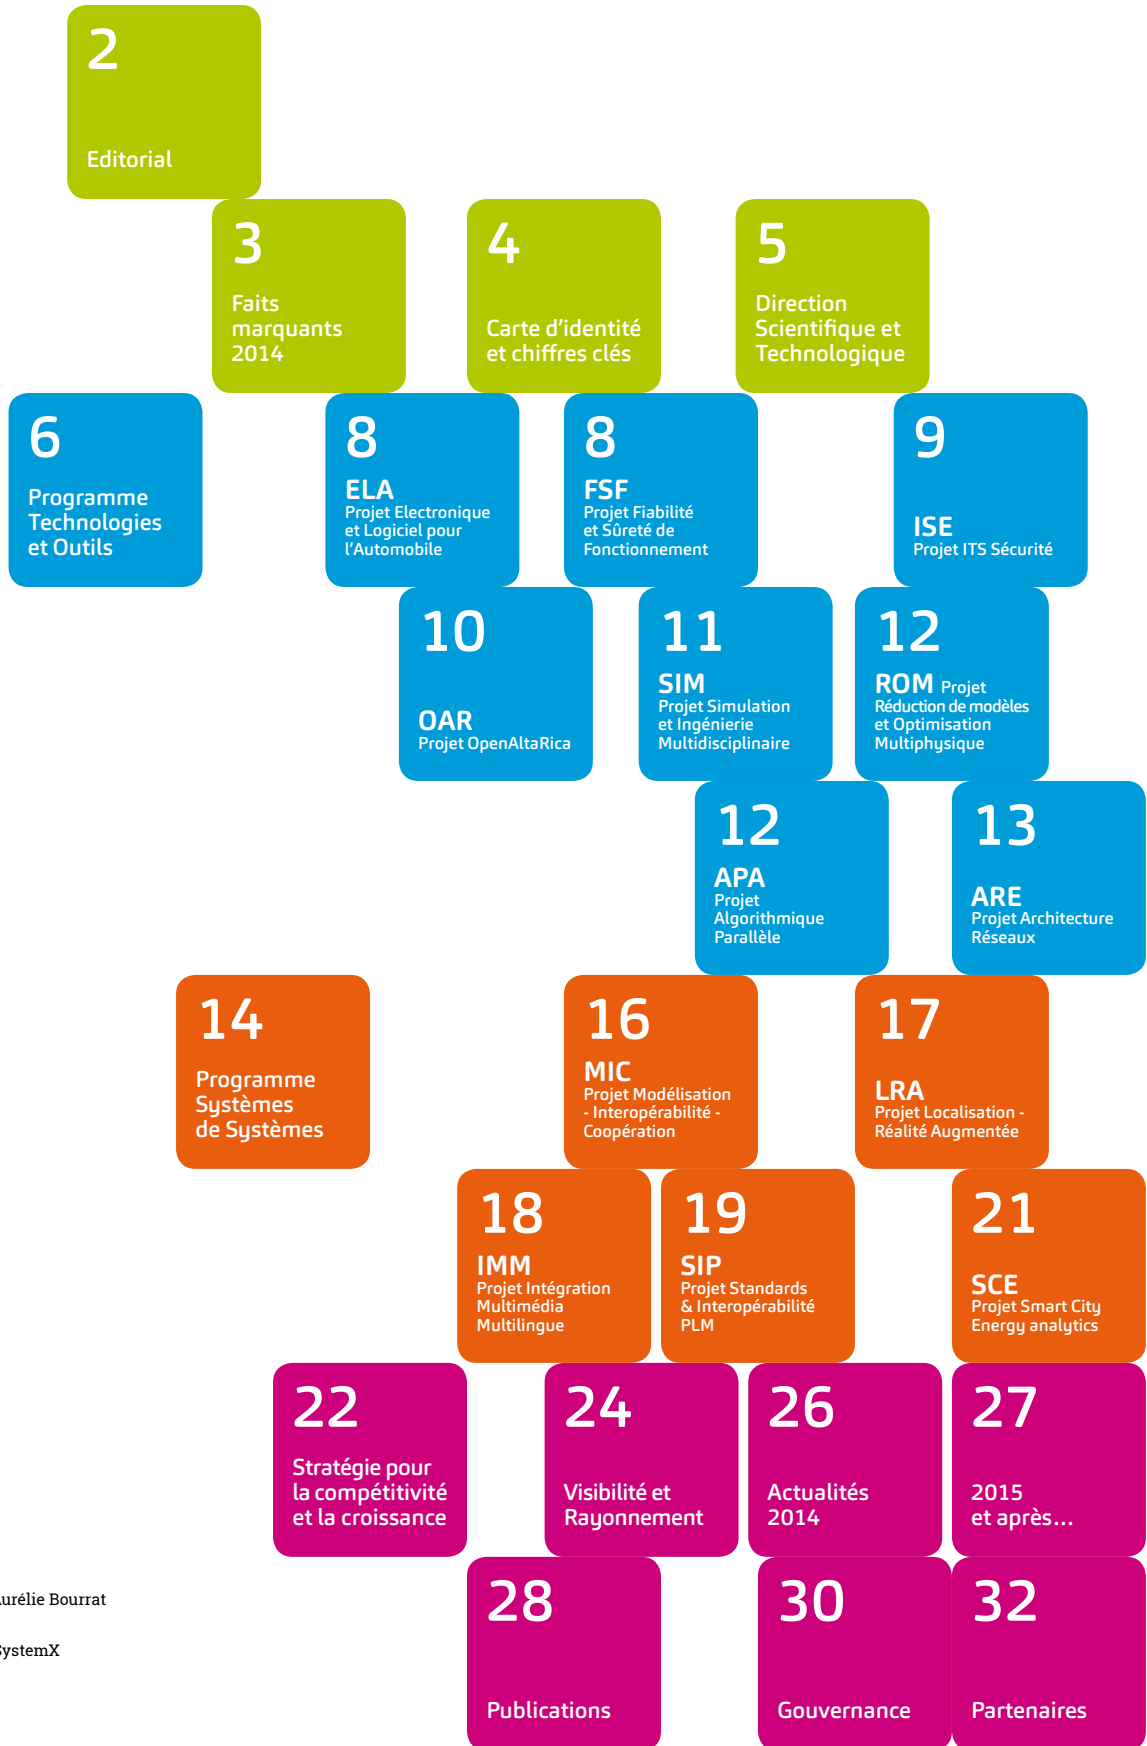 2
Editorial
3
Faits
marquants
2014
4
Carte d'identité
et chiffres clés
5
Direction
Scientifique et
Technologique
6
Programme
Technologies
et Outils
8
ELA
Projet Electronique
et Logiciel pour
l'Automobile
8
FSF
Projet Fiabilité
et Sûreté de
Fonctionnement
9
ISE
Projet ITS Sécurité
10
OAR
Projet OpenAltaRica
11
SIM
Projet Simulation
et Ingénierie
Multidisciplinaire
12
ROM Projet
Réduction de modèles
et Optimisation
Multiphysique
12
APA
Projet
Algorithmique
Parallèle
13
ARE
Projet Architecture
Réseaux
14
Programme
Systèmes
de Systèmes
16
MIC
Projet Modélisation
- Interopérabilité -
Coopération
17
LRA
Projet Localisation -
Réalité Augmentée
18
IMM
Projet Intégration
Multimédia
Multilingue
19
SIP
Projet Standards
& Interopérabilité
PLM
21
SCE
Projet Smart City
Energy analytics
22
Stratégie pour
la compétitivité
et la croissance
24
Visibilité et
Rayonnement
26
Actualités
2014
27
2015
et après...
28
Publications
30
Gouvernance
32
Partenaires
Aurélie Bourrat
SystemX